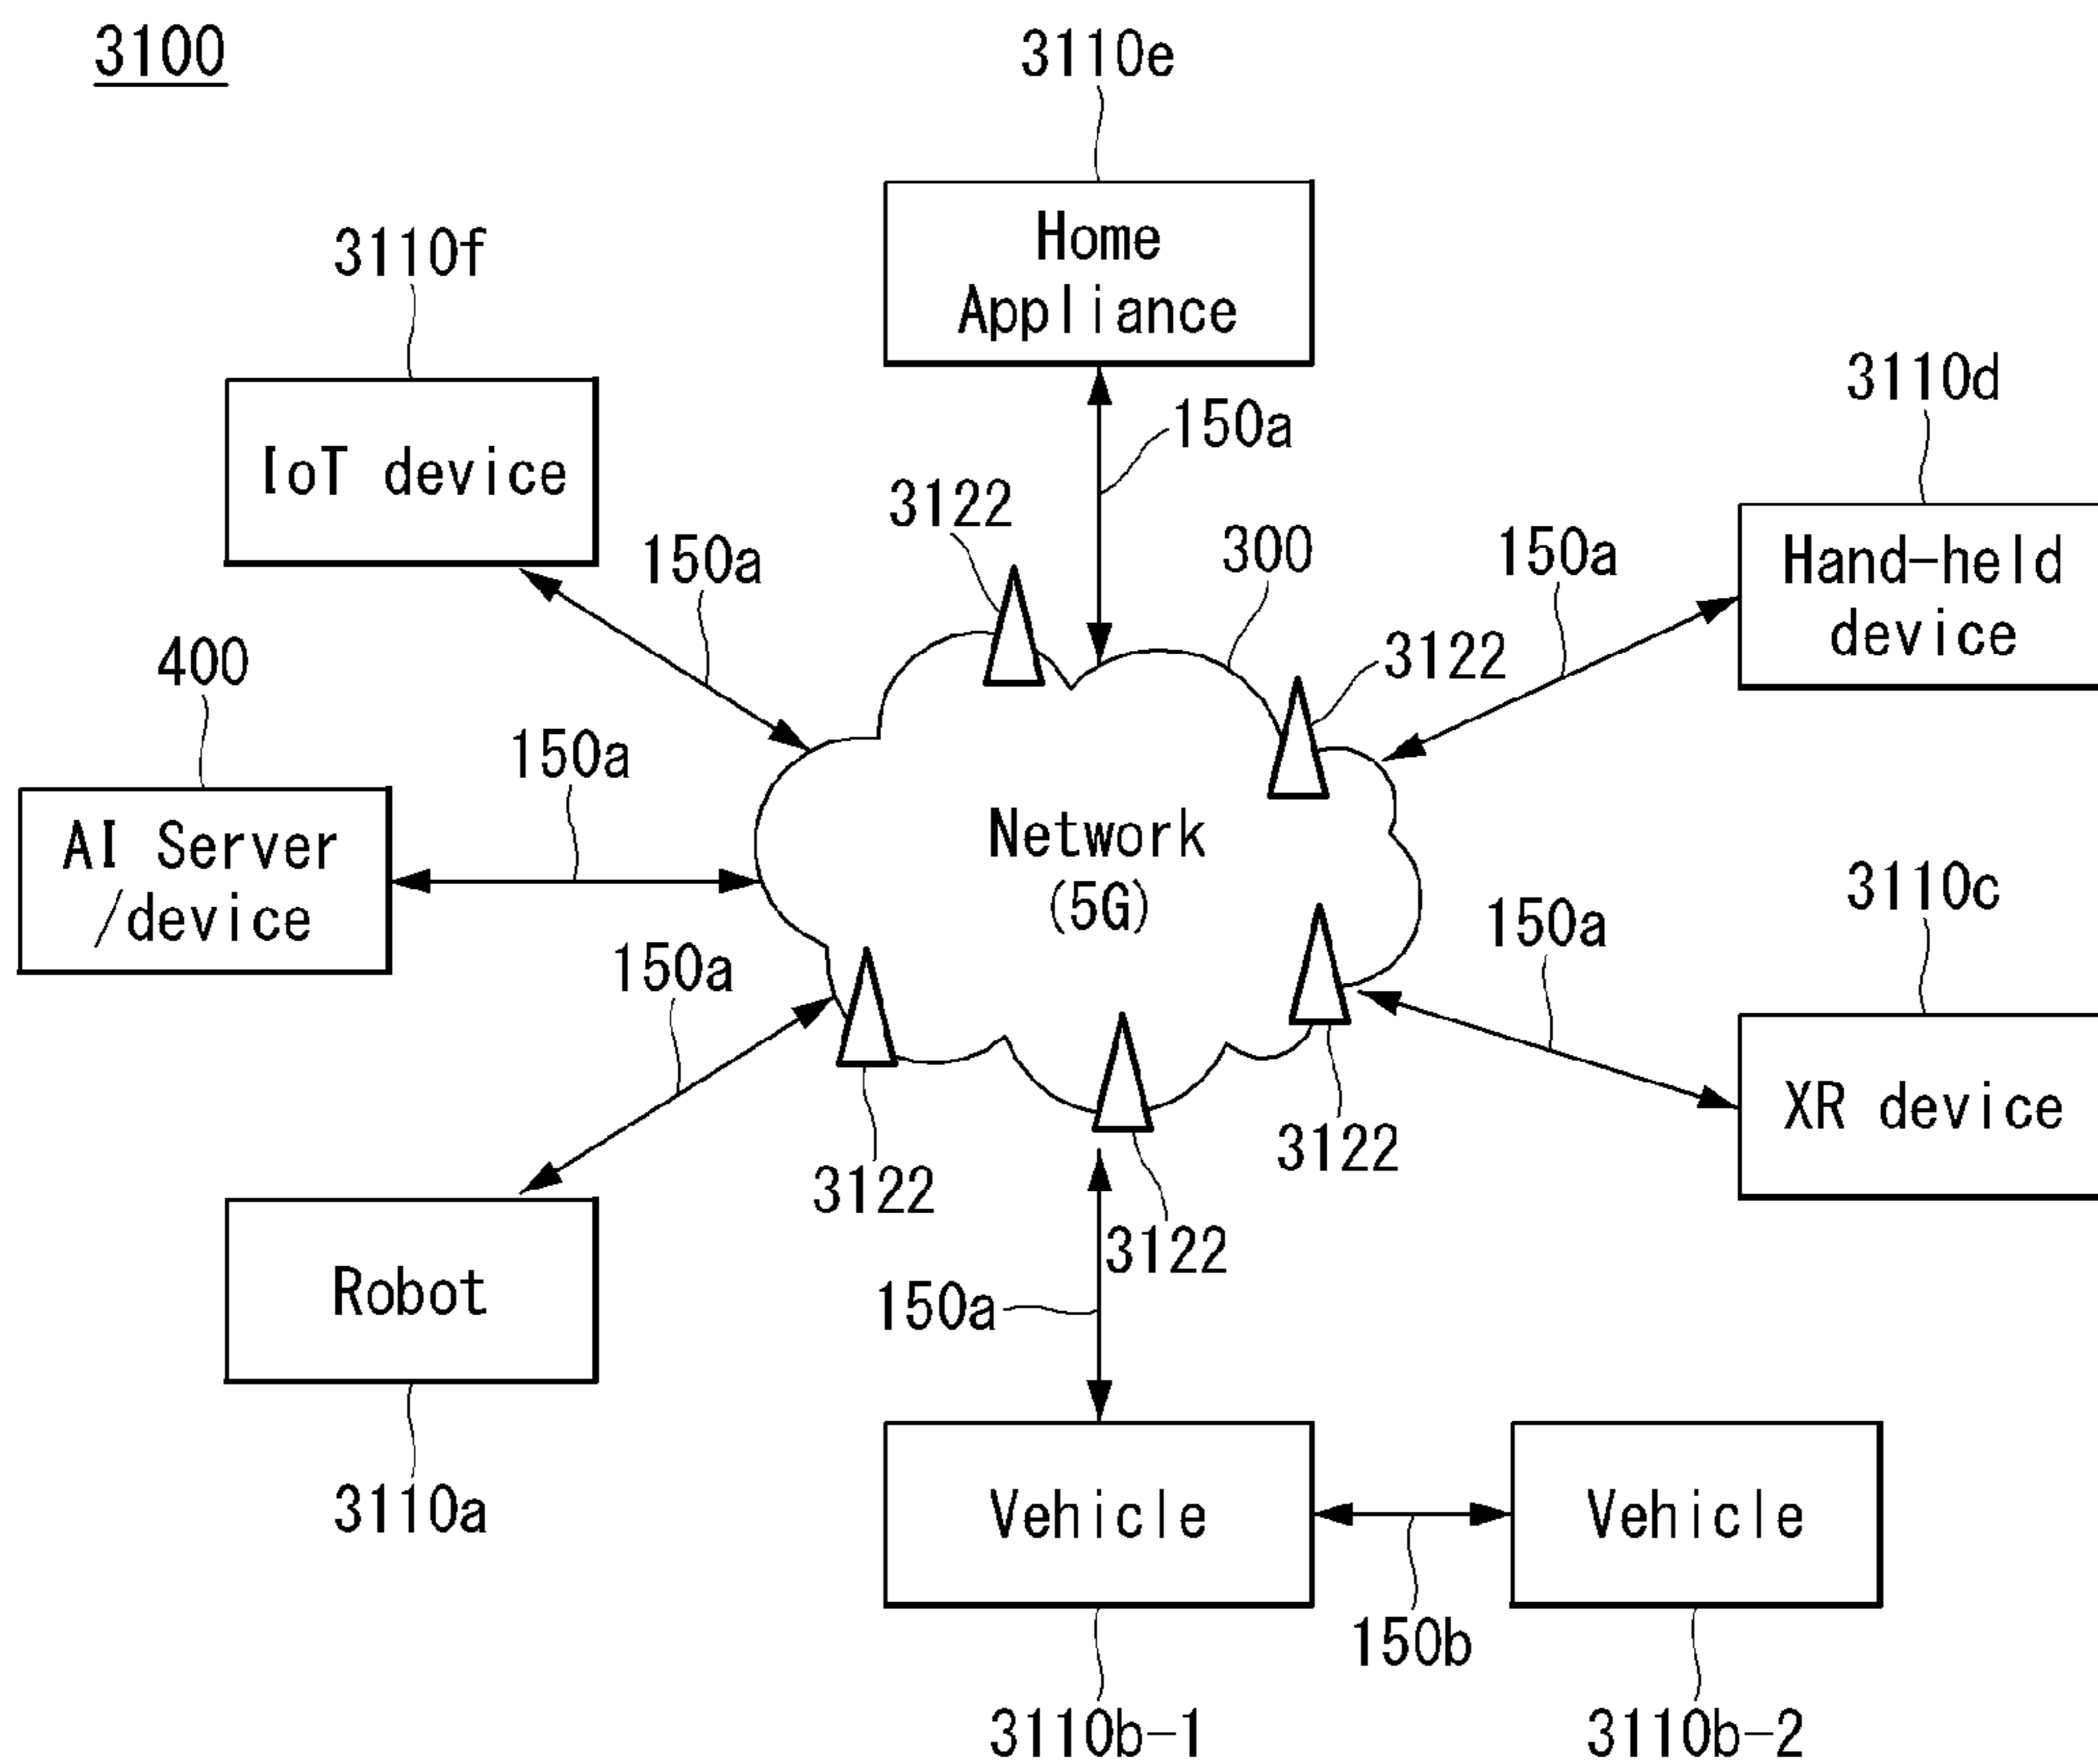 3100
3110e
Home
Appliance
3110f
IoT device
150a
3110d
Hand-held
device
3122
300
150a
150a
3122
400
AI Server
/device
150a
Network
(5G)
3110c
XR device
150a
150a
3122
3122
3122
Robot
3110a
150a
Vehicle
Vehicle
150b
3110b-1
3110b-2